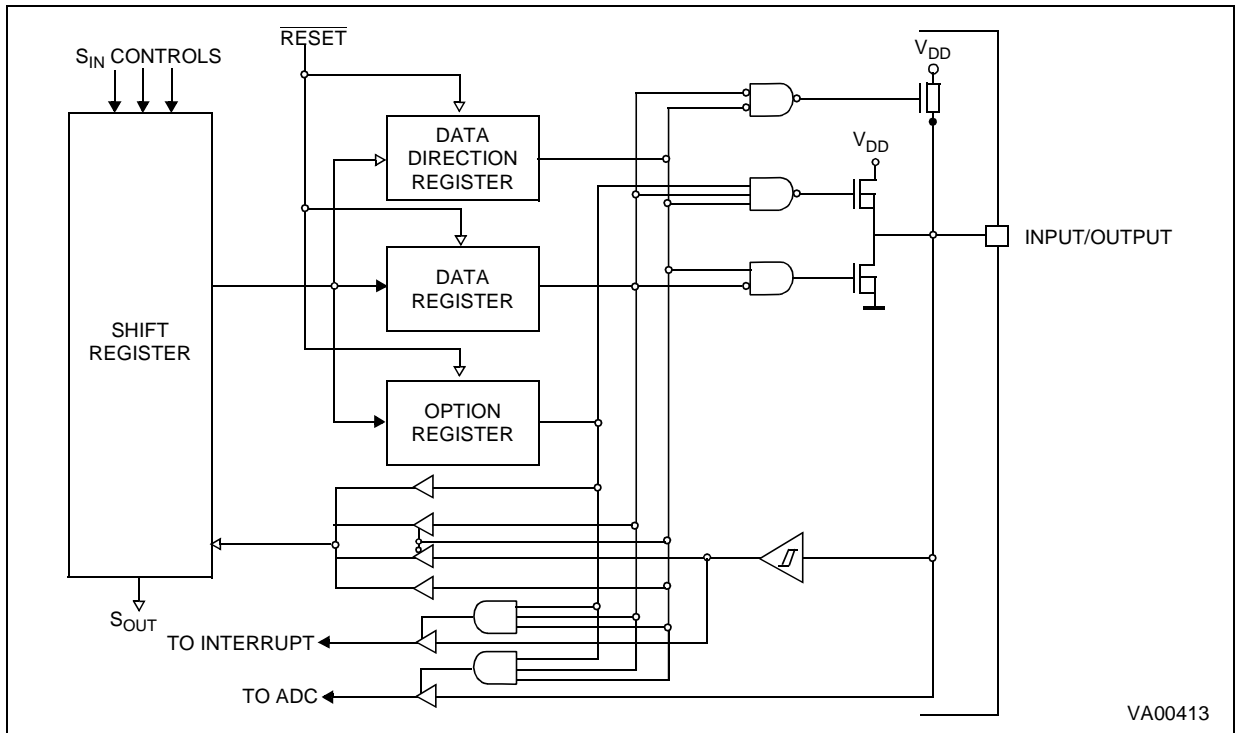 RESET
S_IN CONTROLS
V_DD
DATA
DIRECTION
REGISTER
V_DD
INPUT/OUTPUT
DATA
REGISTER
SHIFT
REGISTER
OPTION
REGISTER
S_OUT
TO INTERRUPT
TO ADC
VA00413